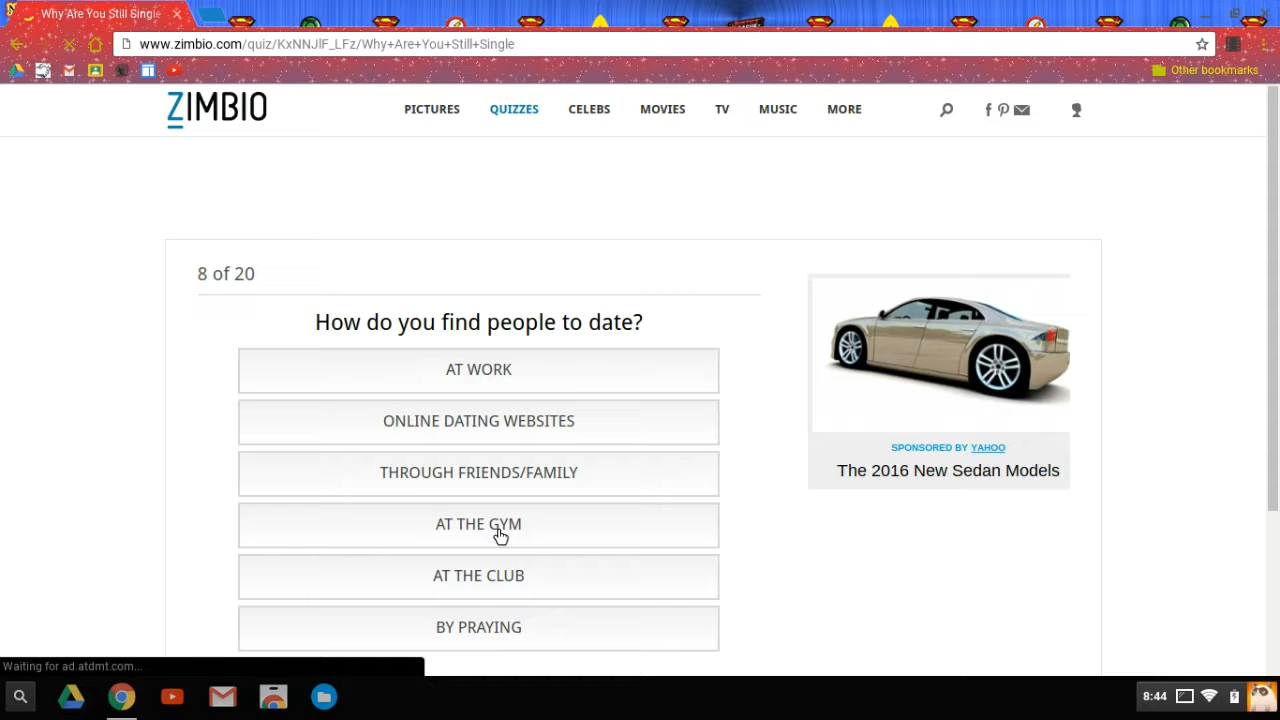 Why Are You Still Singl
www.zimbio.com/quiz/KxNNJlF_LFz/Why+Are+You+Still+Single
Other bookmarks
ZIMBIO
PICTURES QUIZZES CELEBS MOVIES TV MUSIC MORE
8 of 20
How do you find people to date?
AT WORK
ONLINE DATING WEBSITES
THROUGH FRIENDS/FAMILY
AT THE GYM
AT THE CLUB
BY PRAYING
SPONSORED BY YAHOO
The 2016 New Sedan Models
Waiting for ad.atdmt.com...
8:44